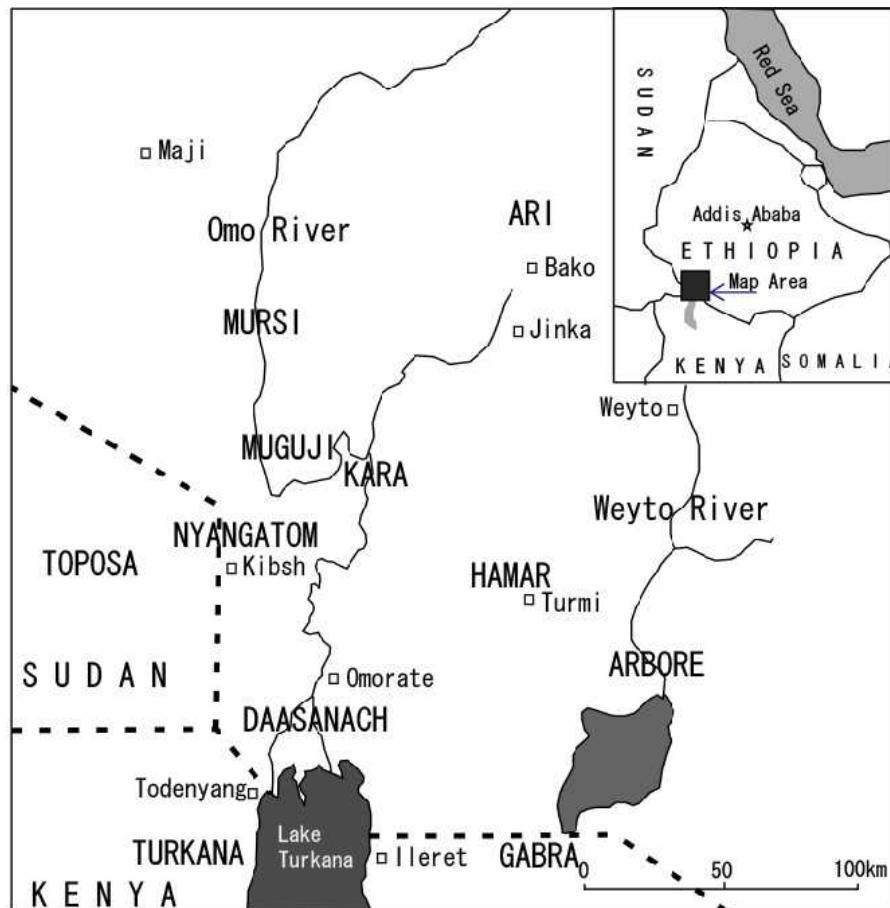 Maji
Omo River
ARI
Bako
MURSI
Jinka
MUGUJI
KARA
Weyto
Weyto River
NYANGATOM
Kibsh
TOPOSA
HAMAR
Turmi
SUDAN
Omorate
ARBORE
DAASANACH
Todenyang
TURKANA
Lake
Turkana
Ileret
GABRA
KENYA
0 50 100km
SUDAN
Red Sea
Addis Ababa
ETHIOPIA
Map Area
KENYA
SOMALIA